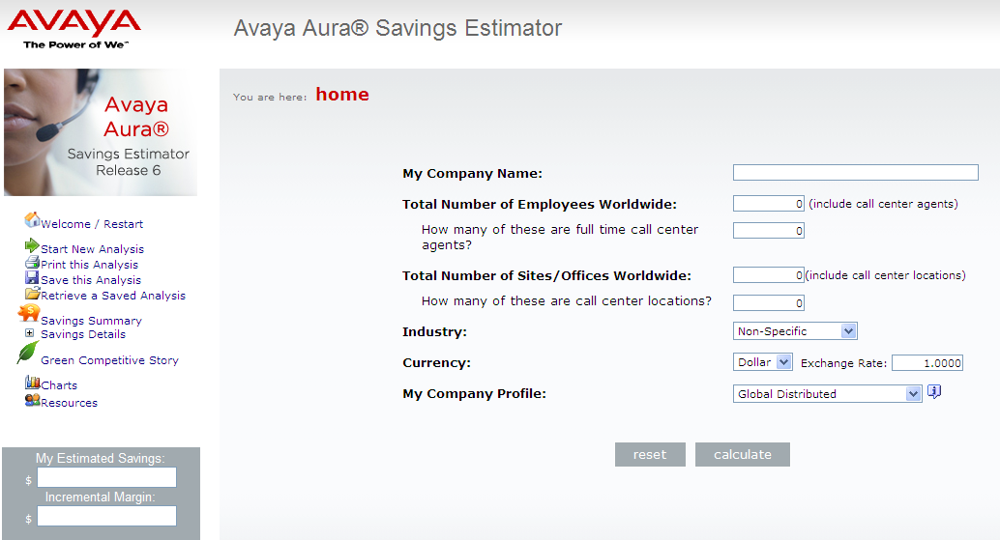 AVAYA
The Power of We™
Avaya Aura® Savings Estimator
Avaya
Aura®
Savings Estimator
Release 6
You are here: home
Welcome / Restart
Start New Analysis
Print this Analysis
Save this Analysis
Retrieve a Saved Analysis
Savings Summary
Savings Details
Green Competitive Story
Charts
Resources
My Estimated Savings:
$
Incremental Margin:
$
My Company Name:
Total Number of Employees Worldwide: 0 (include call center agents)
How many of these are full time call center
agents? 0
Total Number of Sites/Offices Worldwide: 0 (include call center locations)
How many of these are call center locations? 0
Industry: Non-Specific
Currency: Dollar Exchange Rate: 1.0000
My Company Profile: Global Distributed i
reset calculate